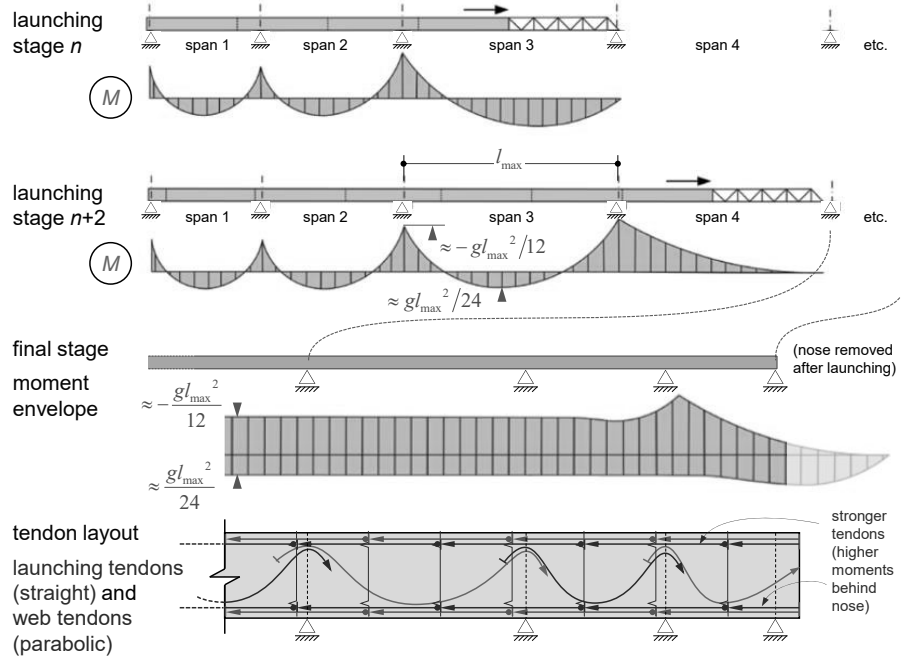 launching
stage n
span 1
span 2
span 3
span 4
etc.
M
l_max
launching
stage n+2
span 1
span 2
span 3
span 4
etc.
M
≈ − gl_max²/12
≈ gl_max²/24
final stage
(nose removed
after launching)
moment
envelope
≈ − gl_max²/12
≈ gl_max²/24
tendon layout
launching tendons
(straight) and
web tendons
(parabolic)
stronger
tendons
(higher
moments
behind
nose)